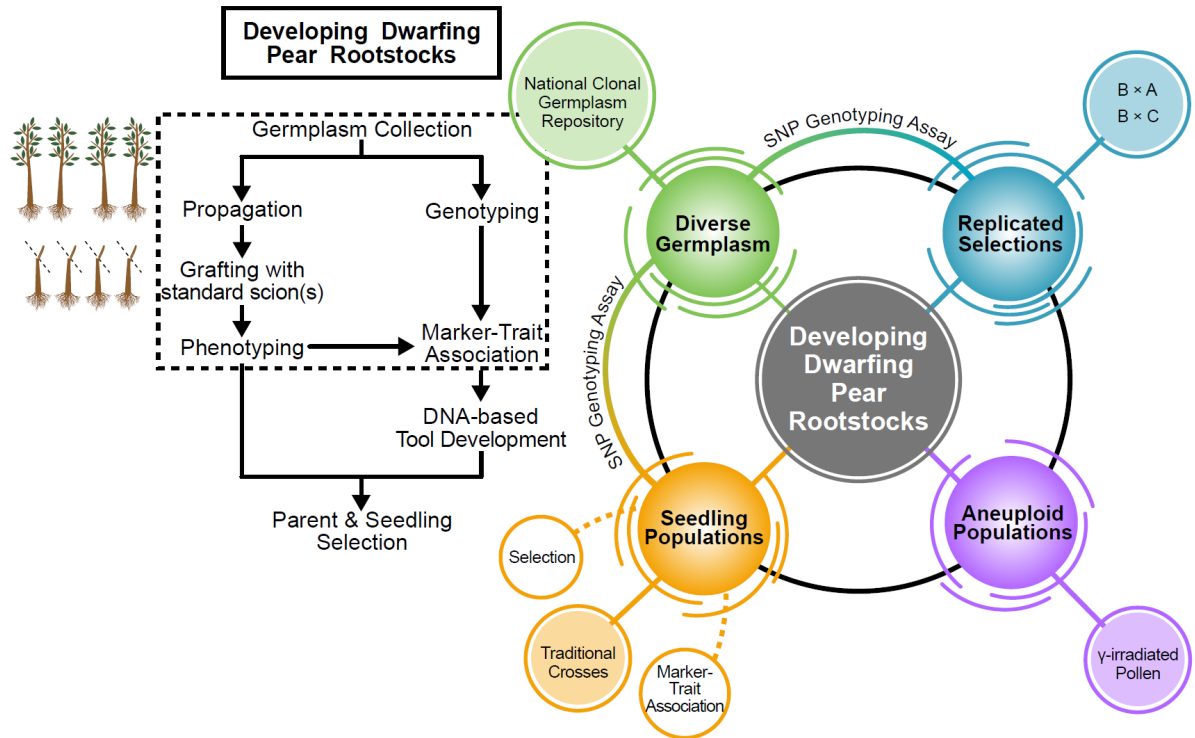 Developing Dwarfing
Pear Rootstocks
Germplasm Collection
Propagation
Genotyping
Grafting with
standard scion(s)
Phenotyping
Marker-Trait
Association
DNA-based
Tool Development
Parent & Seedling
Selection
National Clonal
Germplasm
Repository
SNP Genotyping Assay
B × A
B × C
Diverse
Germplasm
Replicated
Selections
SNP Genotyping Assay
Developing
Dwarfing
Pear
Rootstocks
Seedling
Populations
Aneuploid
Populations
Selection
Traditional
Crosses
Marker-
Trait
Association
γ-irradiated
Pollen